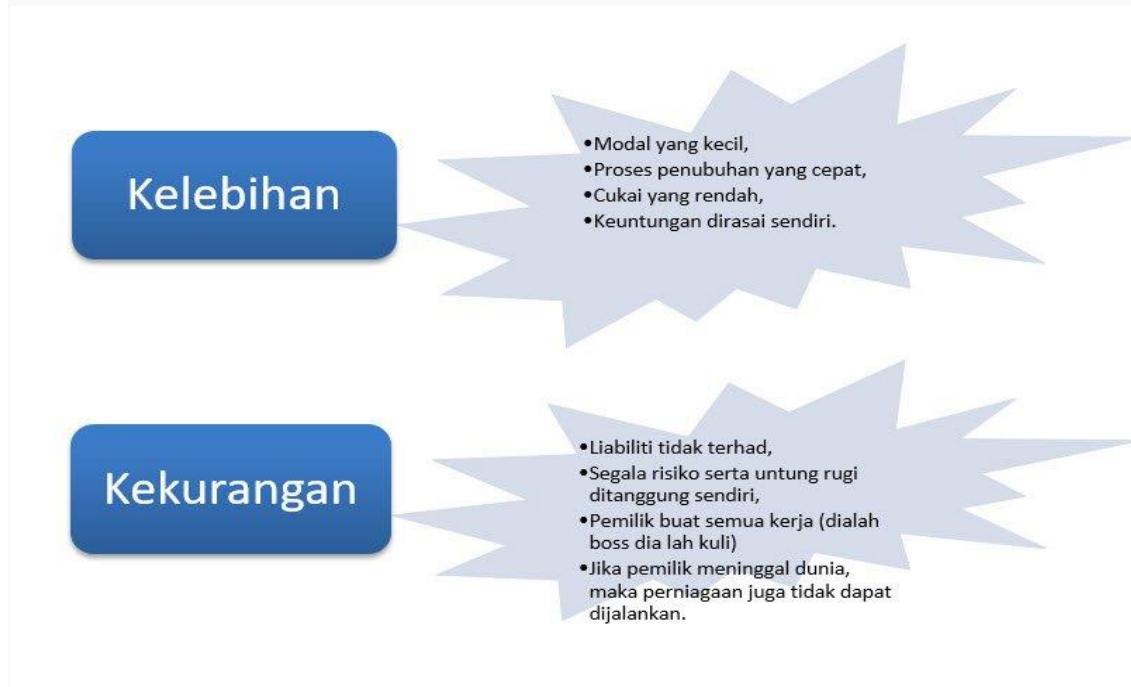 Kelebihan
•Modal yang kecil,
•Proses penubuhan yang cepat,
•Cukai yang rendah,
•Keuntungan dirasai sendiri.
Kekurangan
•Liabiliti tidak terhad,
•Segala risiko serta untung rugi
ditanggung sendiri,
•Pemilik buat semua kerja (dialah
boss dia lah kuli)
•Jika pemilik meninggal dunia,
maka perniagaan juga tidak dapat
dijalankan.